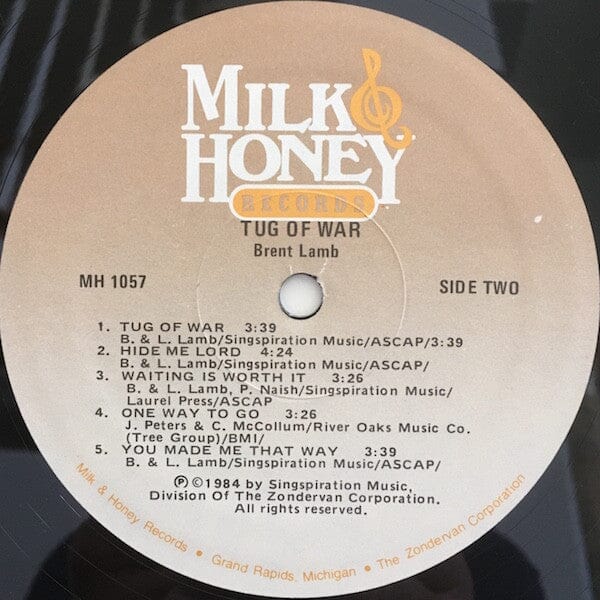 MILK &
HONEY
RECORDS
TUG OF WAR
Brent Lamb
MH 1057
SIDE TWO
1. TUG OF WAR 3:39
B. & L. Lamb/Singspiration Music/ASCAP/3:39
2. HIDE ME LORD 4:24
B. & L. Lamb/Singspiration Music/ASCAP/
3. WAITING IS WORTH IT 3:26
B. & L. Lamb, P. Naish/Singspiration Music/
Laurel Press/ASCAP
4. ONE WAY TO GO 3:26
J. Peters & C. McCollum/River Oaks Music Co.
(Tree Group)/BMI/
5. YOU MADE ME THAT WAY 3:39
B. & L. Lamb/Singspiration Music/ASCAP/
℗©1984 by Singspiration Music,
Division Of The Zondervan Corporation.
All rights reserved.
Milk & Honey Records • Grand Rapids, Michigan • The Zondervan Corporation